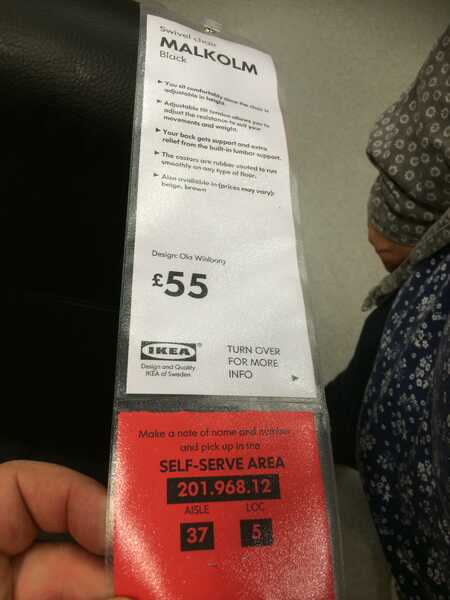 Swivel chair
MALKOLM
Black
▸ You sit comfortably since the chair is
adjustable in height.
▸ Adjustable tilt tension allows you to
adjust the resistance to suit your
movements and weight.
▸ Your back gets support and extra
relief from the built-in lumbar support.
▸ The castors are rubber coated to run
smoothly on any type of floor.
▸ Also available in (prices may vary):
beige, brown
Design: Ola Wihlborg
£55
IKEA®
Design and Quality
IKEA of Sweden
TURN OVER
FOR MORE
INFO ▸
Make a note of name and number
and pick up in the
SELF-SERVE AREA
201.968.12
AISLE LOC
37 5